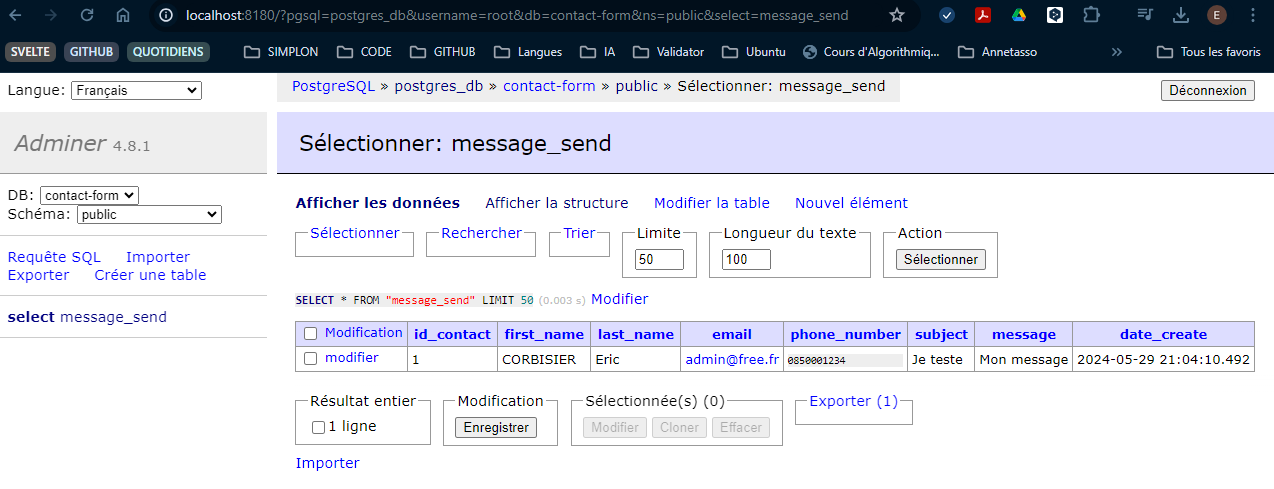 localhost:8180/?pgsql=postgres_db&username=root&db=contact-form&ns=public&select=message_send
E
SVELTE GITHUB QUOTIDIENS SIMPLON CODE GITHUB Langues IA Validator Ubuntu Cours d'Algorithmiq... Annetasso » Tous les favoris
Langue: Français
PostgreSQL » postgres_db » contact-form » public » Sélectionner: message_send
Déconnexion
Adminer 4.8.1
Sélectionner: message_send
DB: contact-form
Schéma: public
Requête SQL Importer
Exporter Créer une table
select message_send
Afficher les données Afficher la structure Modifier la table Nouvel élément
Sélectionner Rechercher Trier Limite Longueur du texte Action
50 100 Sélectionner
SELECT * FROM "message_send" LIMIT 50 (0.003 s) Modifier
Modification id_contact first_name last_name email phone_number subject message date_create
modifier 1 CORBISIER Eric admin@free.fr 0850001234 Je teste Mon message 2024-05-29 21:04:10.492
Résultat entier Modification Sélectionnée(s) (0) Exporter (1)
1 ligne Enregistrer Modifier Cloner Effacer
Importer